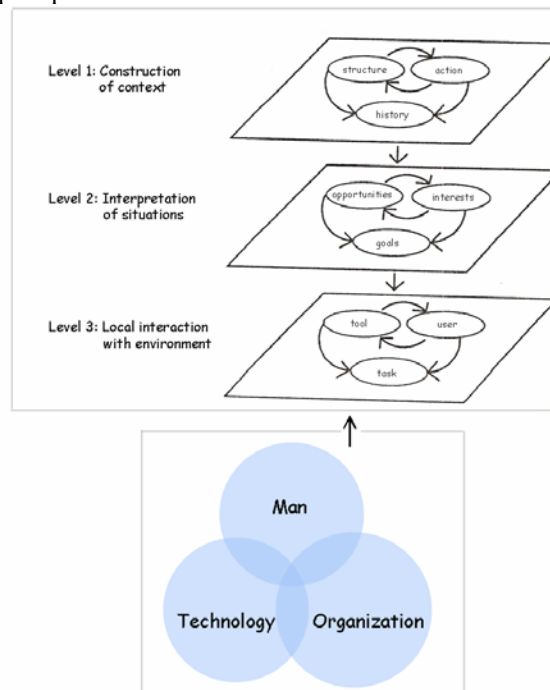 Level 1: Construction
of context
structure
action
history
Level 2: Interpretation
of situations
opportunities
interests
goals
Level 3: Local interaction
with environment
tool
user
task
Man
Technology
Organization